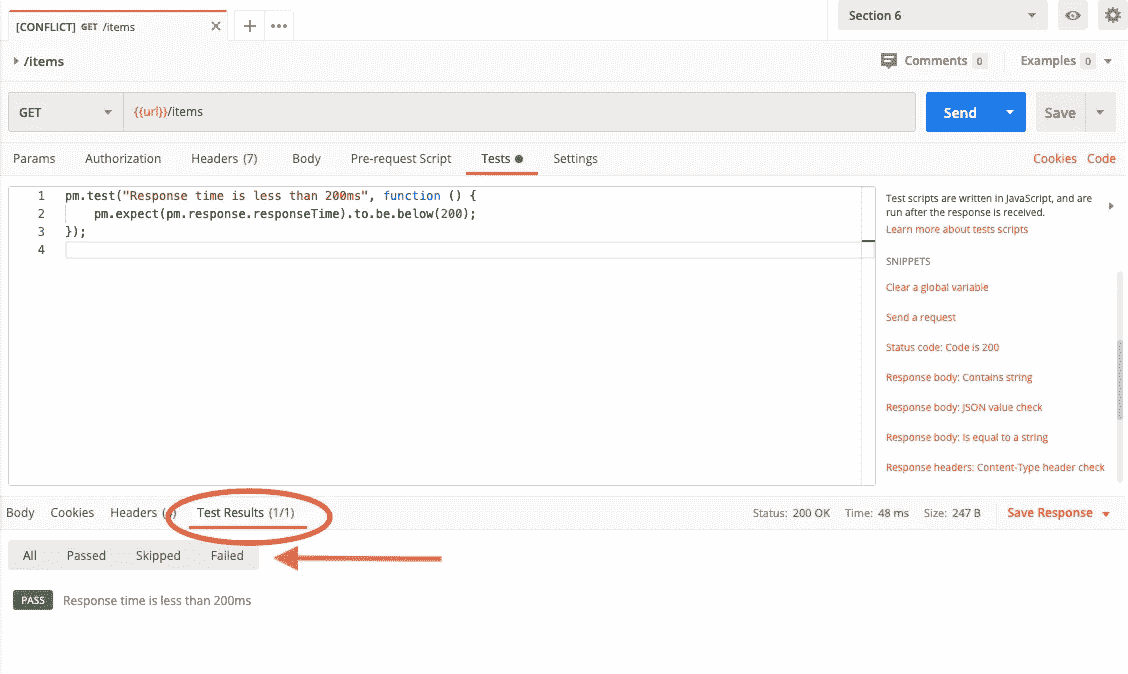 [CONFLICT] GET /items
Section 6
/items
Comments 0
Examples 0
GET
{{url}}/items
Send
Save
Params Authorization Headers (7) Body Pre-request Script Tests Settings
Cookies Code
1 pm.test("Response time is less than 200ms", function () {
2 pm.expect(pm.response.responseTime).to.be.below(200);
3 });
4
Test scripts are written in JavaScript, and are
run after the response is received.
Learn more about tests scripts
SNIPPETS
Clear a global variable
Send a request
Status code: Code is 200
Response body: Contains string
Response body: JSON value check
Response body: Is equal to a string
Response headers: Content-Type header check
Body Cookies Headers Test Results (1/1)
Status: 200 OK Time: 48 ms Size: 247 B Save Response
All Passed Skipped Failed
PASS Response time is less than 200ms